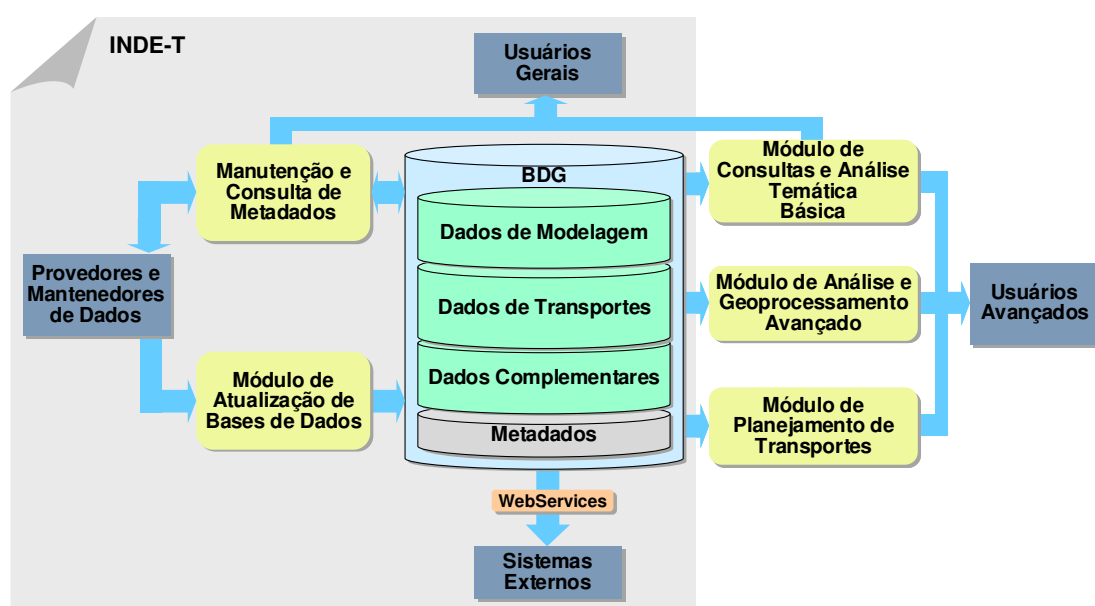 INDE-T
Usuários
Gerais
Manutenção e
Consulta de
Metadados
BDG
Módulo de
Consultas e Análise
Temática
Básica
Dados de Modelagem
Provedores e
Mantenedores
de Dados
Dados de Transportes
Módulo de Análise e
Geoprocessamento
Avançado
Usuários
Avançados
Módulo de
Atualização de
Bases de Dados
Dados Complementares
Metadados
Módulo de
Planejamento de
Transportes
WebServices
Sistemas
Externos